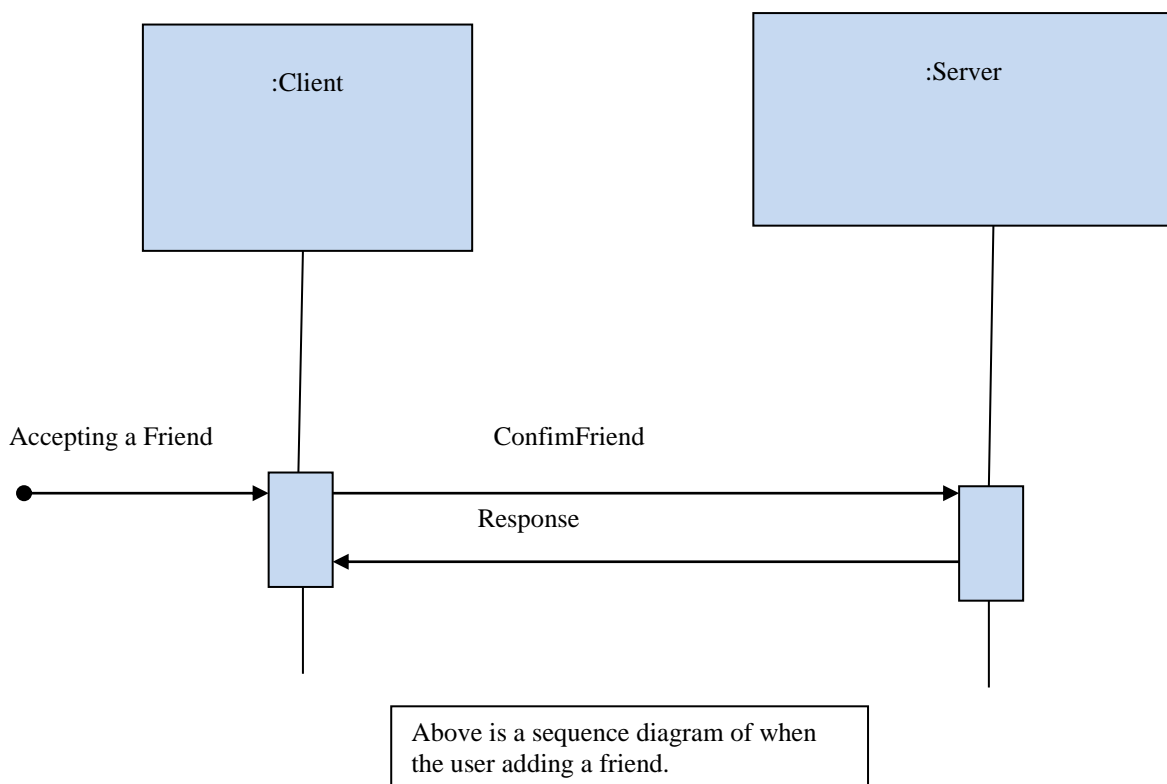 :Client
:Server
Accepting a Friend
ConfimFriend
Response
Above is a sequence diagram of when
the user adding a friend.